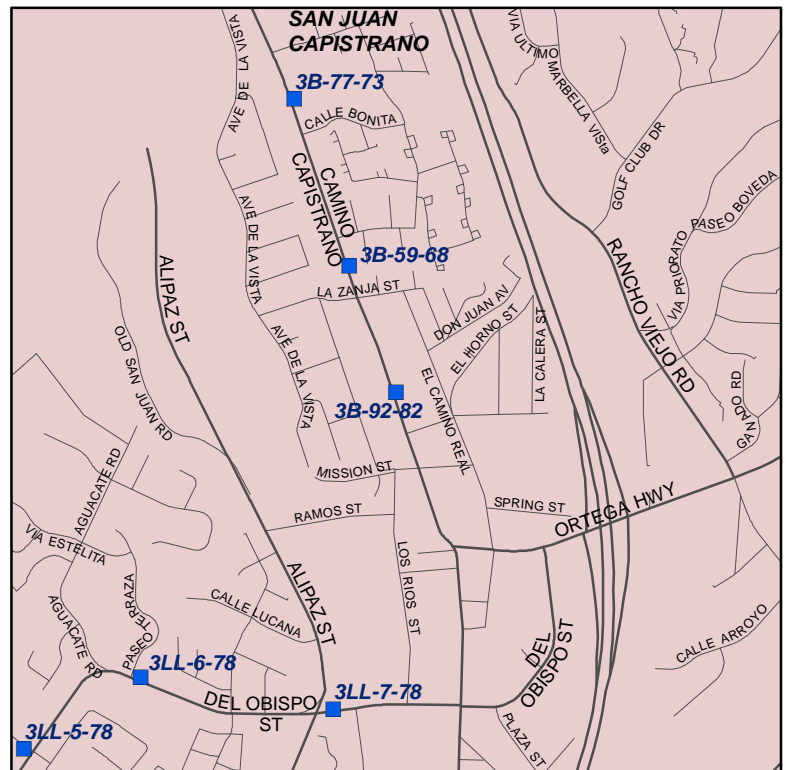 SAN JUAN
CAPISTRANO
3B-77-73
CALLE BONITA
AVE DE LA VISTA
VIA ULTIMO
MARBELLA VISta
GOLF CLUB DR
PASEO BOVEDA
VIA PRIORATO
CAMINO
CAPISTRANO
AVE DE LA VISTA
ALIPAZ ST
3B-59-68
LA ZANJA ST
RANCHO VIEJO RD
OLD SAN JUAN RD
AVE DE LA VISTA
DON JUAN AV
EL HORNO ST
LA CALERA ST
EL CAMINO REAL
3B-92-82
GANADO RD
AGUACATE RD
MISSION ST
RAMOS ST
SPRING ST
ORTEGA HWY
VIA ESTELITA
LOS RIOS ST
ALIPAZ ST
CALLE LUCANA
AGUACATE RD
PASEO TERRAZA
CALLE ARROYO
3LL-6-78
DEL OBISPO
ST
3LL-7-78
DEL
OBISPO ST
PLAZA ST
3LL-5-78